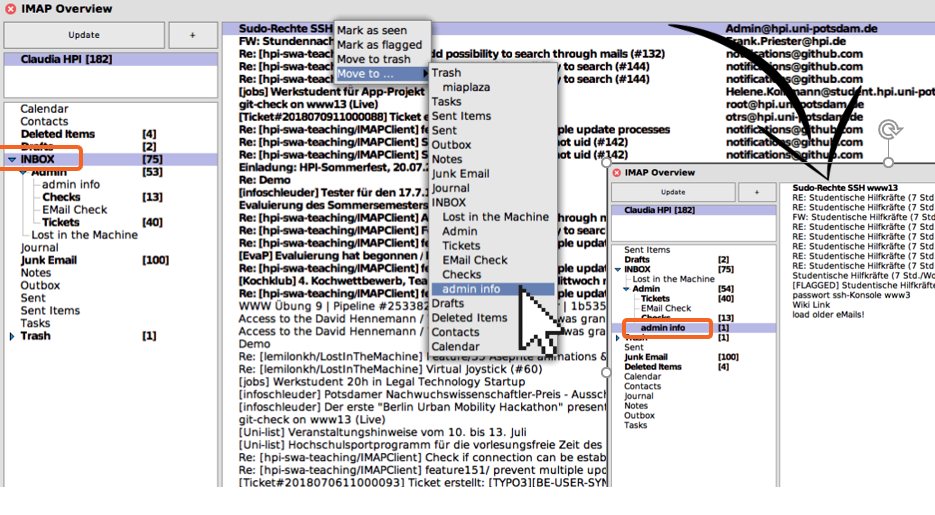 IMAP Overview
Update
+
Claudia HPI [182]
Calendar
Contacts
Deleted Items [4]
Drafts [2]
INBOX [75]
Admin [53]
admin info
Checks [13]
EMail Check
Tickets [40]
Lost in the Machine
Journal
Junk Email [100]
Notes
Outbox
Sent
Sent Items
Tasks
Trash [1]
Sudo-Rechte SSH
FW: Stundennach
Re: [hpi-swa-teaching dd possibility to search through mails (#132)
Re: [hpi-swa-teaching y to search (#144)
Re: [hpi-swa-teaching y to search (#144)
[jobs] Werkstudent für App-Projekt
git-check on www13 (Live)
[Ticket#2018070911000088] Ticket e
Re: [hpi-swa-teaching/IMAPClient] fe ple update processes
Re: [hpi-swa-teaching/IMAPClient] not uid (#142)
Re: [hpi-swa-teaching/IMAPClient] not uid (#142)
Einladung: HPI-Sommerfest, 20.07.2
Re: Demo
[infoschleuder] Tester für den 17.7.1
Evaluierung des Sommersemesters
Re: [hpi-swa-teaching/IMAPClient] A through m
Re: [hpi-swa-teaching/IMAPClient] fe y to sear
Re: [hpi-swa-teaching/IMAPClient] fe ple updat
[EvaP] Evaluierung hat begonnen /
Re: [hpi-swa-teaching/IMAPClient] fe ple updat
[Kochklub] 4. Kochwettbewerb, Tea ittwoch n
Re: [hpi-swa-teaching/IMAPClient] fe ple updat
WWW Übung 9 | Pipeline #253382 | 1b535
Access to the David Hennemann / was gran
Access to the David Hennemann / was gra
Demo
Re: [lemilonkh/LostInTheMachine] Feature/55 Aseprite animations &
Re: [lemilonkh/LostInTheMachine] Virtual Joystick (#60)
[jobs] Werkstudent 20h in Legal Technology Startup
[infoschleuder] Potsdamer Nachwuchswissenschaftler-Preis - Aussch
[infoschleuder] Der erste "Berlin Urban Mobility Hackathon" present
git-check on www13 (Live)
[Uni-list] Veranstaltungshinweise vom 10. bis 13. Juli
[Uni-list] Hochschulsportprogramm für die vorlesungsfreie Zeit des
Re: [hpi-swa-teaching/IMAPClient] Check if connection can be estab
Re: [hpi-swa-teaching/IMAPClient] feature151/ prevent multiple upd
[Ticket#2018070611000093] Ticket erstellt: [TYPO3][BE-USER-SYN
Mark as seen
Mark as flagged
Move to trash
Move to ...
Trash
miaplaza
Tasks
Sent Items
Sent
Outbox
Notes
Junk Email
Journal
INBOX
Lost in the Machine
Admin
Tickets
EMail Check
Checks
admin info
Drafts
Deleted Items
Contacts
Calendar
Admin@hpi.uni-potsdam.de
Frank.Priester@hpi.de
notifications@github.com
notifications@github.com
notifications@github.com
@student.hpi.uni-pot
root@hpi.uni-potsdam.de
otrs@hpi.uni-potsdam.de
notifications@github.com
notifications@github.com
notifications@github.com
IMAP Overview
Update
+
Claudia HPI [182]
Sent Items
Drafts [2]
INBOX [75]
Lost in the Machine
Admin [54]
Tickets [40]
EMail Check
Checks [13]
admin info [1]
Trash [1]
Sent
Junk Email [100]
Deleted Items [4]
Calendar
Contacts
Journal
Notes
Outbox
Tasks
Sudo-Rechte SSH www13
RE: Studentische Hilfkräfte (7 Std
RE: Studentische Hilfkräfte (7 Std
FW: Studentische Hilfkräfte (7 Std
RE: Studentische Hilfkräfte (7 Std
RE: Studentische Hilfkräfte (7 Std
RE: Studentische Hilfkräfte (7 Std
RE: Studentische Hilfkräfte (7 Std
RE: Studentische Hilfkräfte (7 Std
Studentische Hilfkräfte (7 Std./Wo
[FLAGGED] Studentische Hilfkräfte
passwort ssh-Konsole www3
Wiki Link
load older eMails!